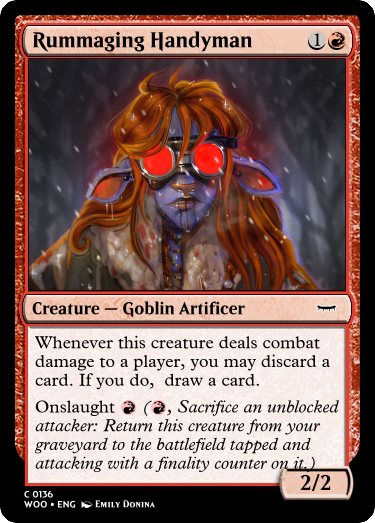 Rummaging Handyman 1
Creature — Goblin Artificer
Whenever this creature deals combat
damage to a player, you may discard a
card. If you do,  draw a card.
Onslaught (, Sacrifice an unblocked
attacker: Return this creature from your
graveyard to the battlefield tapped and
attacking with a finality counter on it.)
2/2
C 0136
WOO • ENG Emily Donina